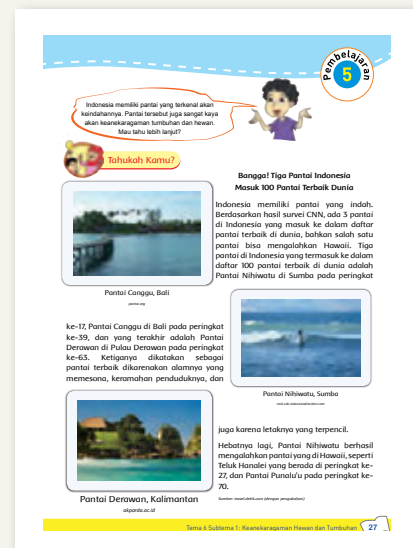 Pembelajaran
5
Indonesia memiliki pantai yang terkenal akan
keindahannya. Pantai tersebut juga sangat kaya
akan keanekaragaman tumbuhan dan hewan.
Mau tahu lebih lanjut?
Tahukah Kamu?
Bangga! Tiga Pantai Indonesia
Masuk 100 Pantai Terbaik Dunia
Indonesia memiliki pantai yang indah.
Berdasarkan hasil survei CNN, ada 3 pantai
di Indonesia yang masuk ke dalam daftar
pantai terbaik di dunia, bahkan salah satu
pantai bisa mengalahkan Hawaii. Tiga
pantai di Indonesia yang termasuk ke dalam
daftar 100 pantai terbaik di dunia adalah
Pantai Nihiwatu di Sumba pada peringkat
Pantai Canggu, Bali
ke-17, Pantai Canggu di Bali pada peringkat
ke-39, dan yang terakhir adalah Pantai
Derawan di Pulau Derawan pada peringkat
ke-63. Ketiganya dikatakan sebagai
pantai terbaik dikarenakan alamnya yang
memesona, keramahan penduduknya, dan
Pantai Nihiwatu, Sumba
juga karena letaknya yang terpencil.
Hebatnya lagi, Pantai Nihiwatu berhasil
mengalahkan pantai yang di Hawaii, seperti
Teluk Hanalei yang berada di peringkat ke-
27, dan Pantai Punalu'u pada peringkat ke-
70.
Pantai Derawan, Kalimantan
akparda.ac.id
Sumber: travel.detik.com (dengan pengubahan)
Tema 6 Subtema 1: Keanekaragaman Hewan dan Tumbuhan
27